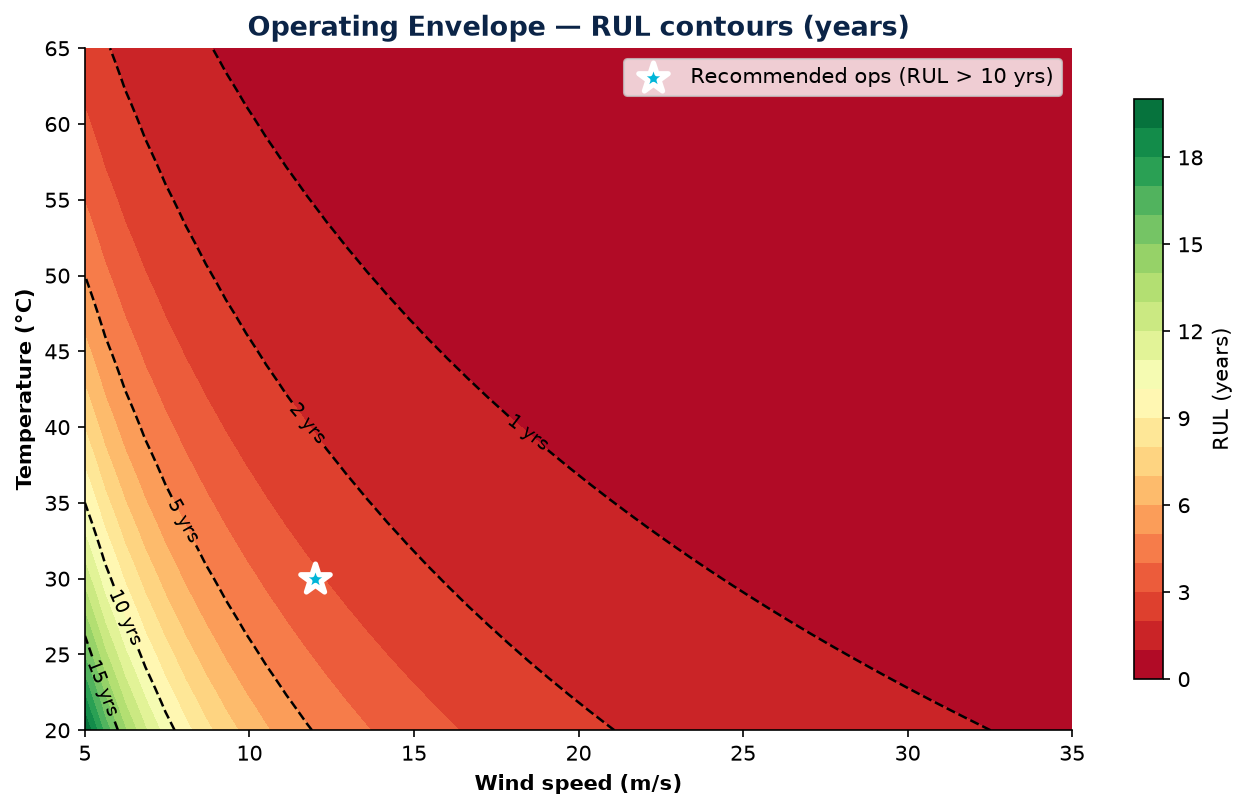 Operating Envelope — RUL contours (years)
Recommended ops (RUL > 10 yrs)
65
60
55
50
45
40
35
30
25
20
Temperature (°C)
1 yrs
2 yrs
5 yrs
10 yrs
15 yrs
5
10
15
20
25
30
35
Wind speed (m/s)
18
15
12
9
6
3
0
RUL (years)